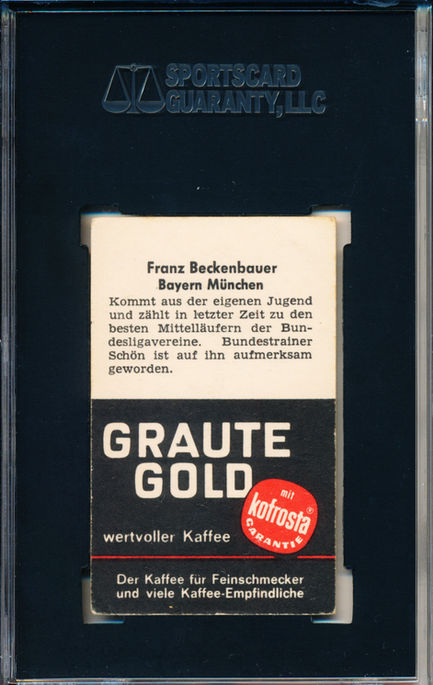 SPORTSCARD
GUARANTY, LLC
Franz Beckenbauer
Bayern München
Kommt aus der eigenen Jugend
und zählt in letzter Zeit zu den
besten Mittelläufern der Bun-
desligavereine. Bundestrainer
Schön ist auf ihn aufmerksam
geworden.
GRAUTE
GOLD
mit
kofrosta®
GARANTIE
wertvoller Kaffee
Der Kaffee für Feinschmecker
und viele Kaffee-Empfindliche